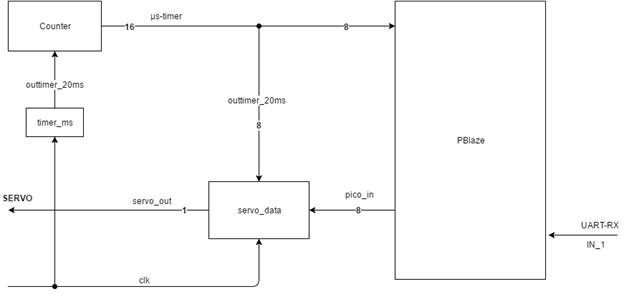 Counter
16
µs-timer
8
outtimer_20ms
timer_ms
outtimer_20ms
8
PBlaze
SERVO
servo_out
1
servo_data
pico_in
8
UART-RX
IN_1
clk